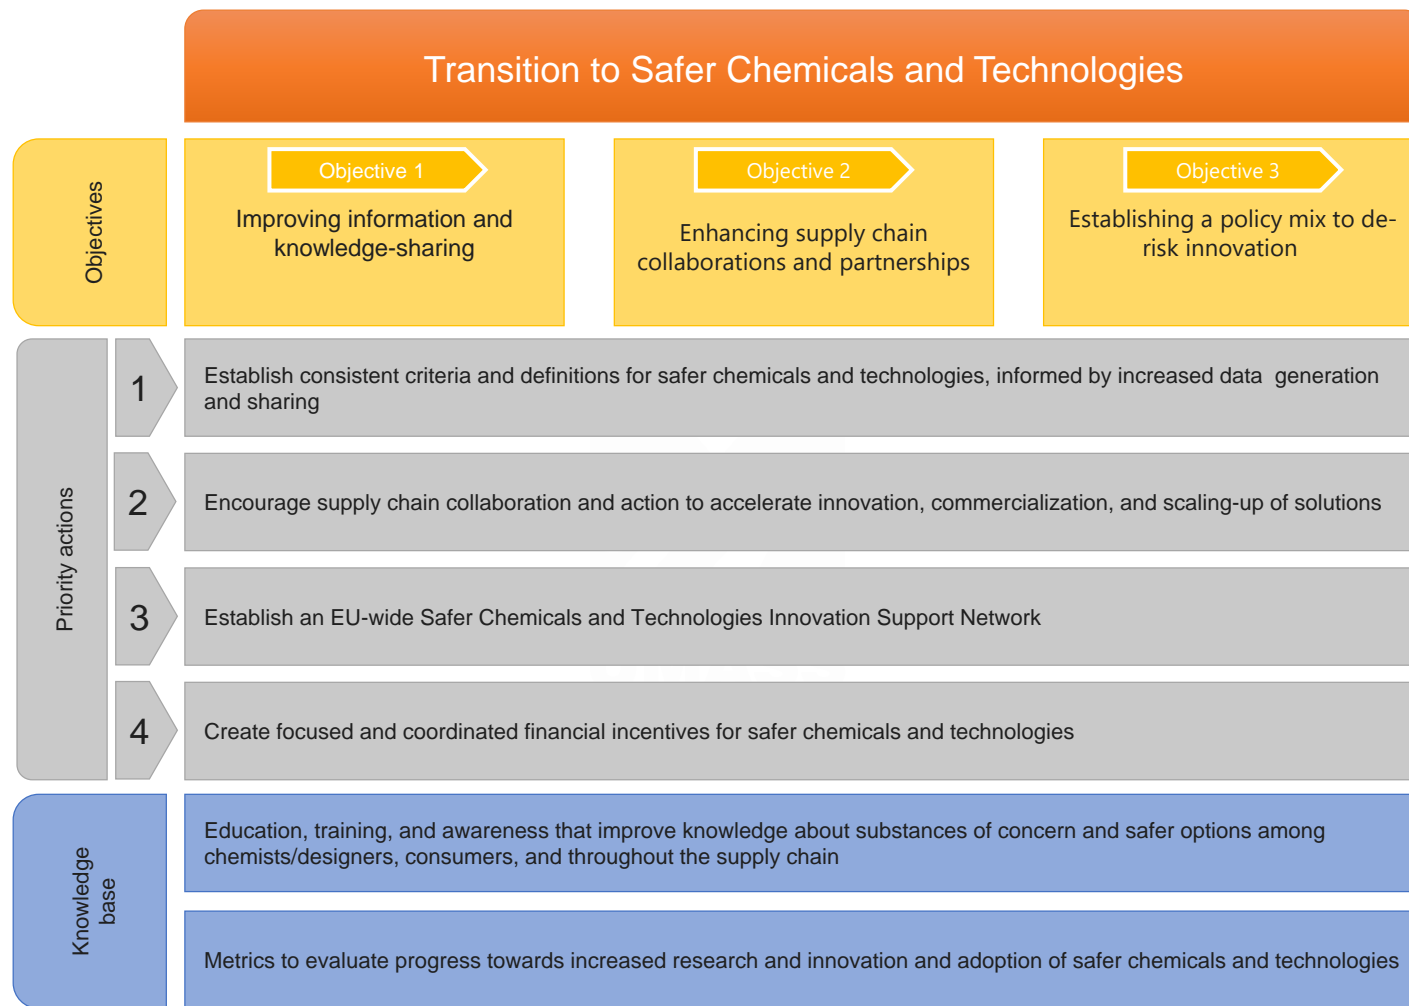 Transition to Safer Chemicals and Technologies
Objectives
Objective 1
Improving information and
knowledge-sharing
Objective 2
Enhancing supply chain
collaborations and partnerships
Objective 3
Establishing a policy mix to de-
risk innovation
Priority actions
1
Establish consistent criteria and definitions for safer chemicals and technologies, informed by increased data  generation
and sharing
2
Encourage supply chain collaboration and action to accelerate innovation, commercialization, and scaling-up of solutions
3
Establish an EU-wide Safer Chemicals and Technologies Innovation Support Network
4
Create focused and coordinated financial incentives for safer chemicals and technologies
Knowledge
base
Education, training, and awareness that improve knowledge about substances of concern and safer options among
chemists/designers, consumers, and throughout the supply chain
Metrics to evaluate progress towards increased research and innovation and adoption of safer chemicals and technologies